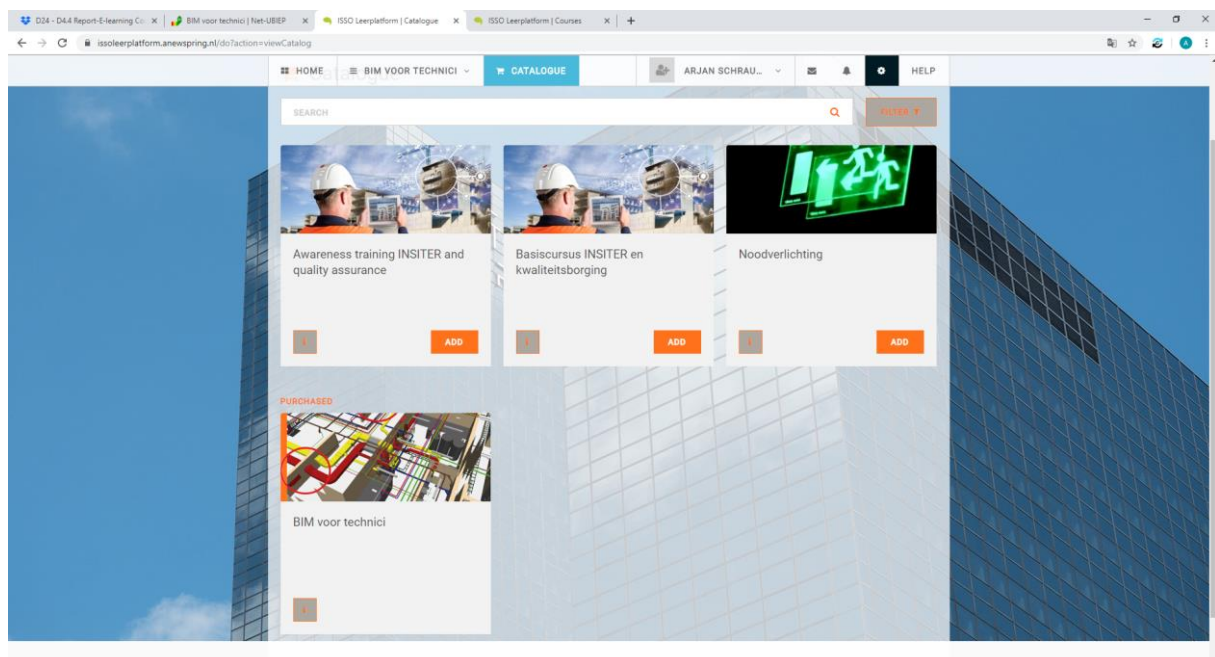 D24 - D4.4 Report-E-learning Co
BIM voor technici | Net-UBIEP
ISSO Leerplatform | Catalogue
ISSO Leerplatform | Courses
issoleerplatform.anewspring.nl/do?action=viewCatalog
A
HOME
BIM VOOR TECHNICI
CATALOGUE
ARJAN SCHRAU...
HELP
SEARCH
FILTER
Awareness training INSITER and
quality assurance
i
ADD
Basiscursus INSITER en
kwaliteitsborging
i
ADD
Noodverlichting
i
ADD
PURCHASED
BIM voor technici
i